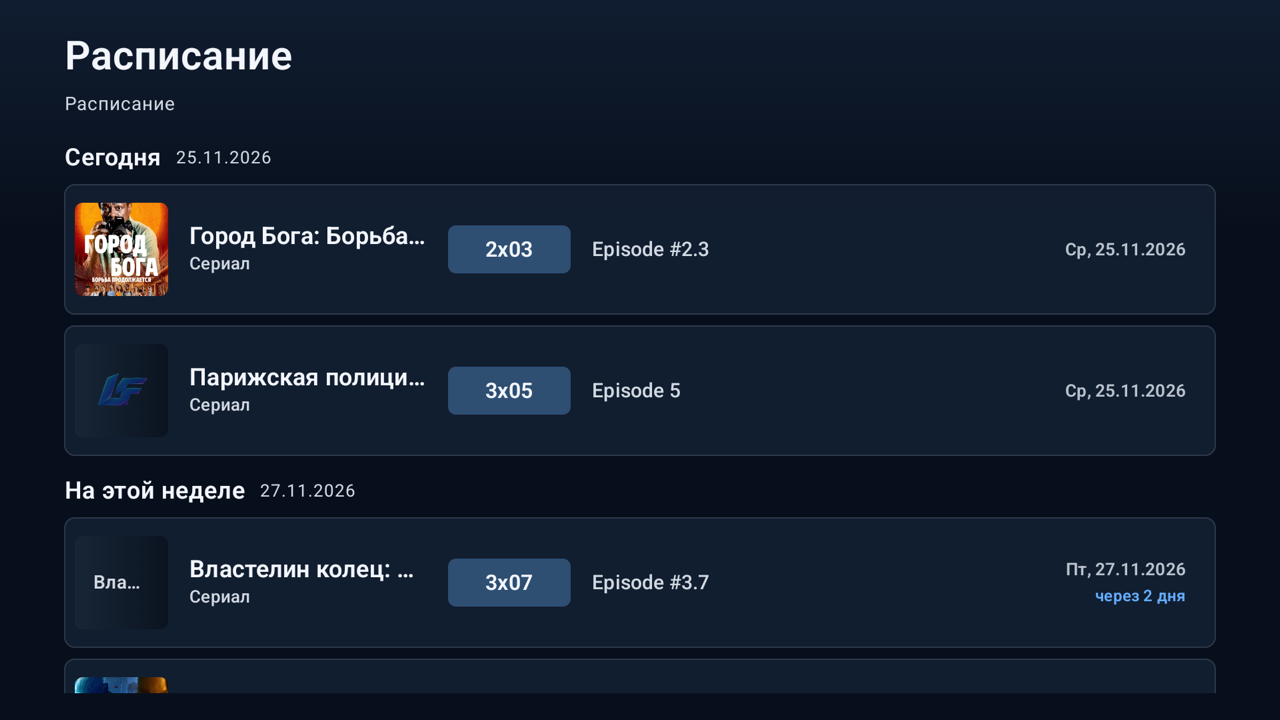 Расписание
Расписание
Сегодня 25.11.2026
ГОРОД
БОГА
БОРЬБА ПРОДОЛЖАЕТСЯ
Город Бога: Борьба...
Сериал
2x03
Episode #2.3
Ср, 25.11.2026
LF
Парижская полици...
Сериал
3x05
Episode 5
Ср, 25.11.2026
На этой неделе 27.11.2026
Вла...
Властелин колец: ...
Сериал
3x07
Episode #3.7
Пт, 27.11.2026
через 2 дня